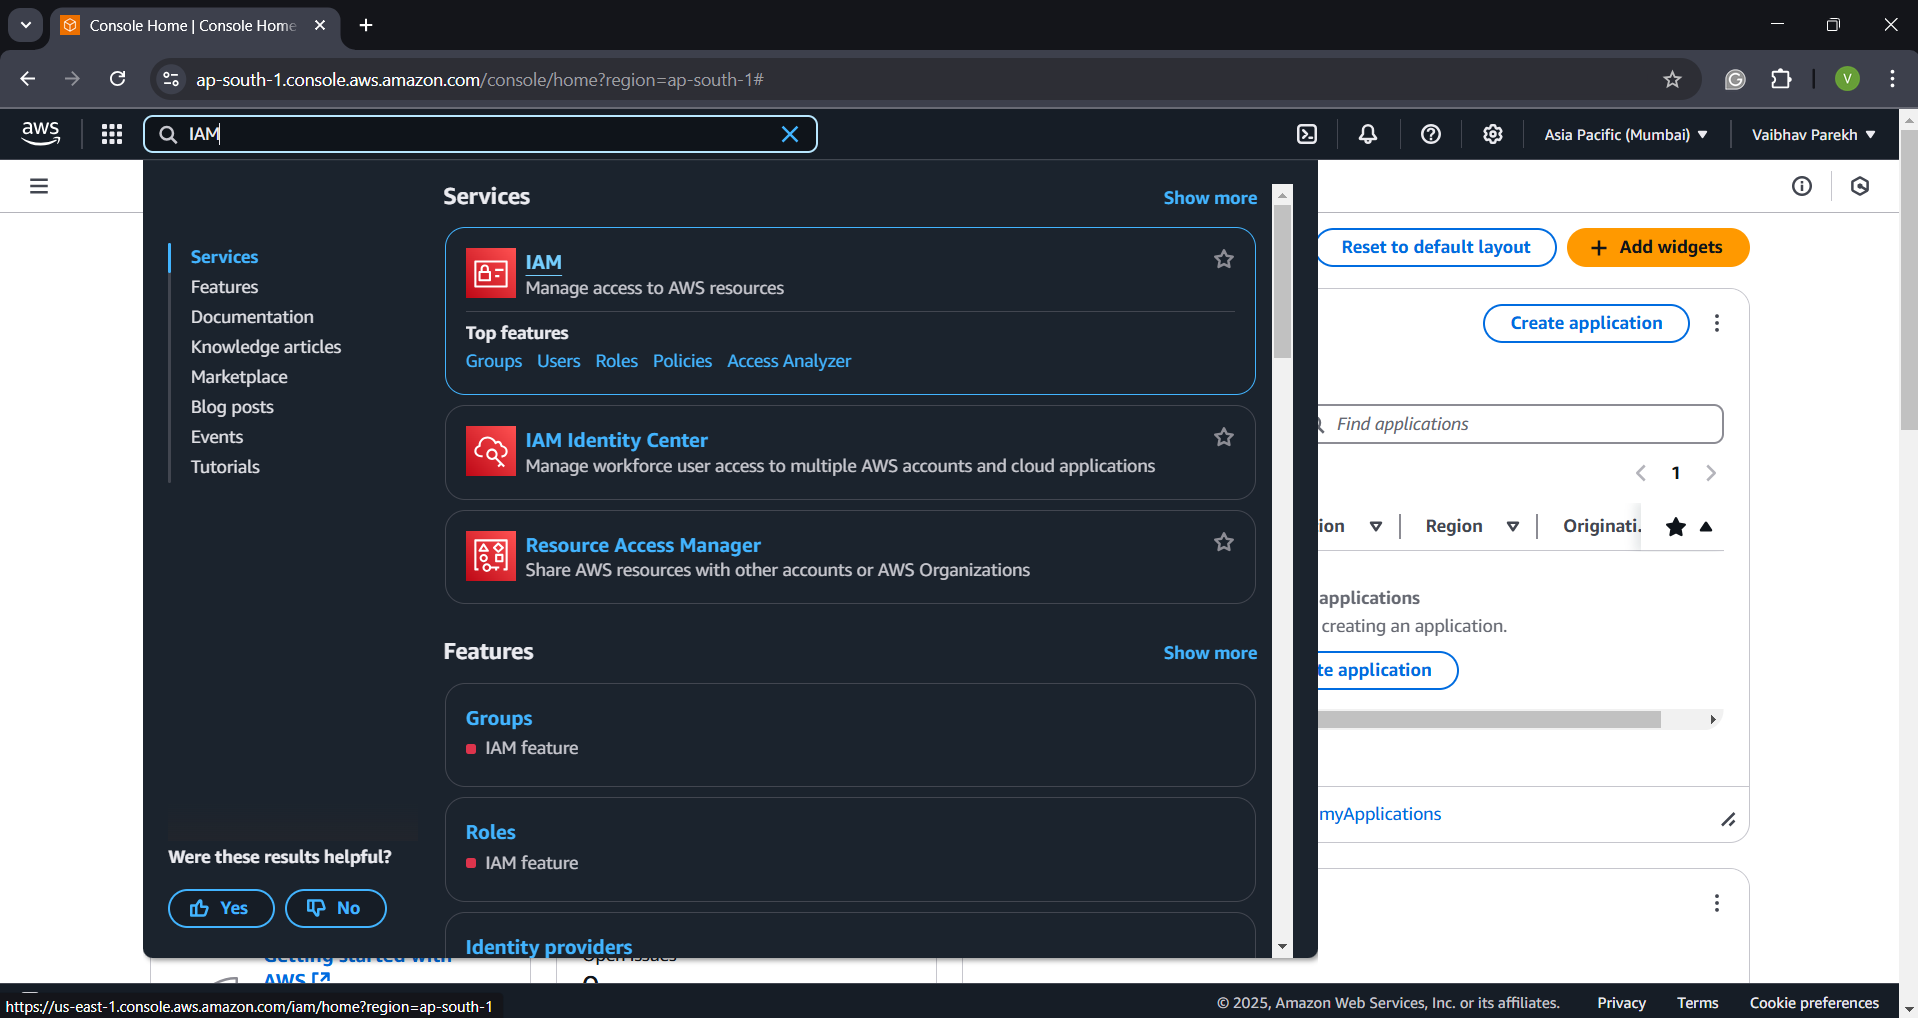 Console Home | Console Home
ap-south-1.console.aws.amazon.com/console/home?region=ap-south-1#
V
aws
IAM
Asia Pacific (Mumbai)
Vaibhav Parekh
Services
Features
Documentation
Knowledge articles
Marketplace
Blog posts
Events
Tutorials
Were these results helpful?
Yes
No
Services
Show more
IAM
Manage access to AWS resources
Top features
Groups Users Roles Policies Access Analyzer
IAM Identity Center
Manage workforce user access to multiple AWS accounts and cloud applications
Resource Access Manager
Share AWS resources with other accounts or AWS Organizations
Features
Show more
Groups
IAM feature
Roles
IAM feature
Identity providers
Reset to default layout
Add widgets
Create application
Find applications
1
ion
Region
Originati.
applications
creating an application.
te application
myApplications
Getting started with
AWS
Open issues
https://us-east-1.console.aws.amazon.com/iam/home?region=ap-south-1
© 2025, Amazon Web Services, Inc. or its affiliates.
Privacy
Terms
Cookie preferences